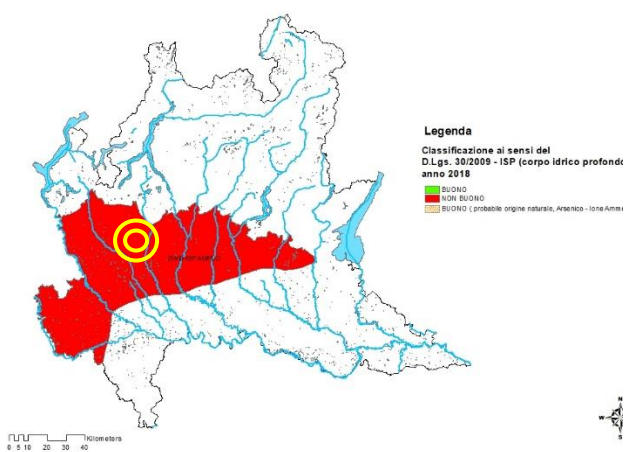 Legenda
Classificazione ai sensi del
D.Lgs. 30/2009 - ISP (corpo idrico profondo
anno 2018
BUONO
NON BUONO
BUONO ( probabile origine naturale, Arsenico - Ione Amm
N
W
S
Kilometers
0 5 10 20 30 40